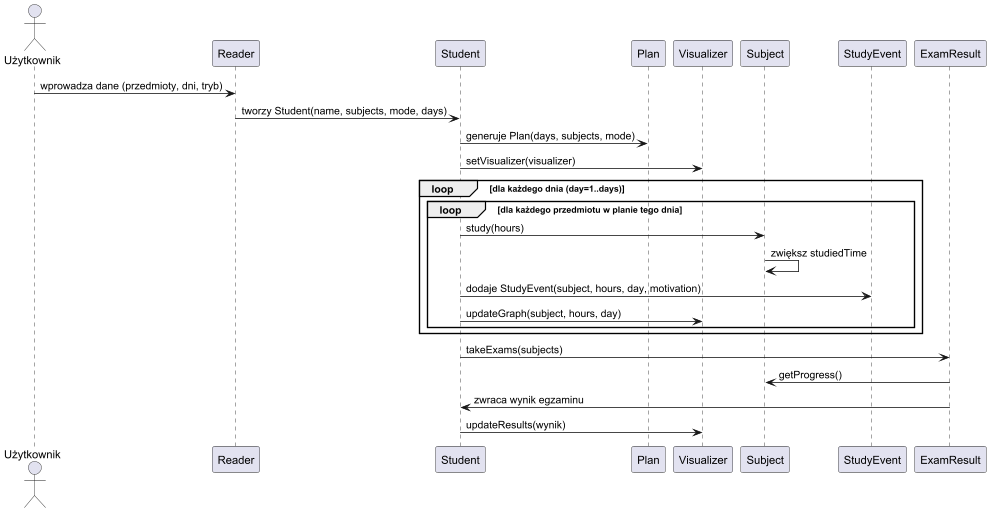 Użytkownik
Reader
Student
Plan
Visualizer
Subject
StudyEvent
ExamResult
wprowadza dane (przedmioty, dni, tryb)
tworzy Student(name, subjects, mode, days)
generuje Plan(days, subjects, mode)
setVisualizer(visualizer)
loop [dla każdego dnia (day=1..days)]
loop [dla każdego przedmiotu w planie tego dnia]
study(hours)
zwiększ studiedTime
dodaje StudyEvent(subject, hours, day, motivation)
updateGraph(subject, hours, day)
takeExams(subjects)
getProgress()
zwraca wynik egzaminu
updateResults(wynik)
Użytkownik
Reader
Student
Plan
Visualizer
Subject
StudyEvent
ExamResult